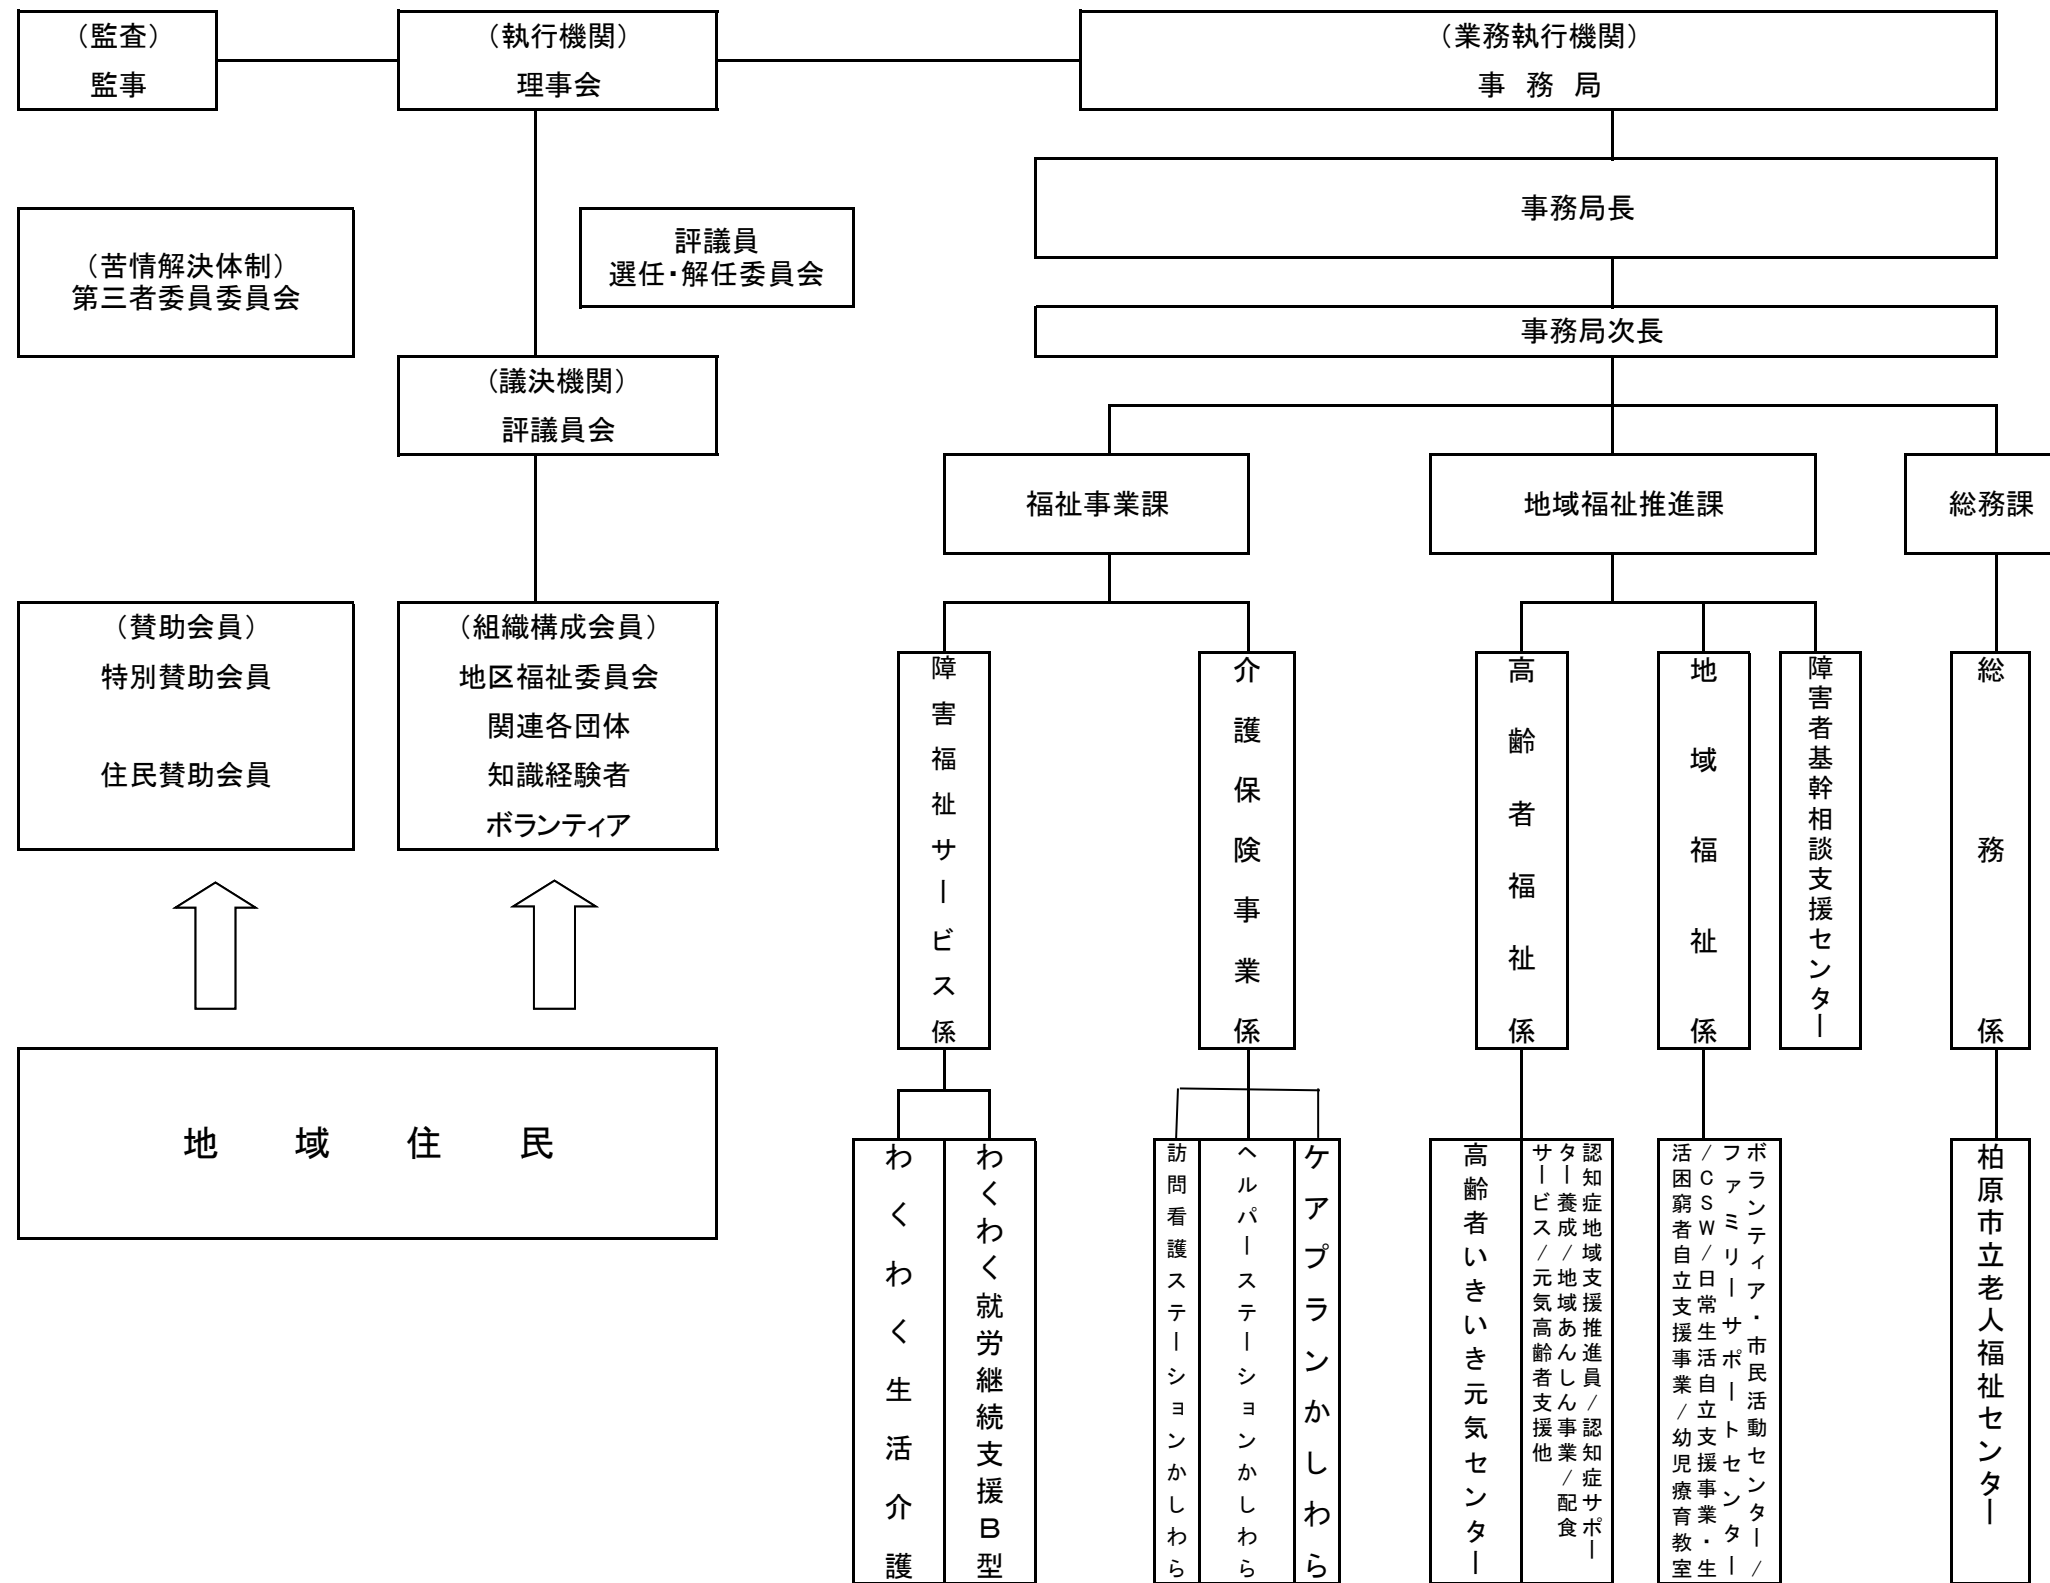 （監査）
監事
（執行機関）
理事会
（業務執行機関）
事　務　局
事務局長
（苦情解決体制）
第三者委員委員会
評議員
選任・解任委員会
事務局次長
（議決機関）
評議員会
福祉事業課
地域福祉推進課
総務課
（賛助会員）
特別賛助会員
住民賛助会員
（組織構成会員）
地区福祉委員会
関連各団体
知識経験者
ボランティア
障害福祉サービス係
介護保険事業係
高齢者福祉係
地域福祉係
障害者基幹相談支援センター
総務係
地　域　住　民
わくわく生活介護
わくわく就労継続支援B型
訪問看護ステーションかしわら
ヘルパーステーションかしわら
ケアプランかしわら
高齢者いきいき元気センター
認知症地域支援推進員/認知症サポー
ター養成/地域あんしん事業/配食
サービス/元気高齢者支援他
ボランティア・市民活動センター/
ファミリーサポートセンター
/CSW/日常生活自立支援事業・生
活困窮者自立支援事業/幼児療育教室
柏原市立老人福祉センター